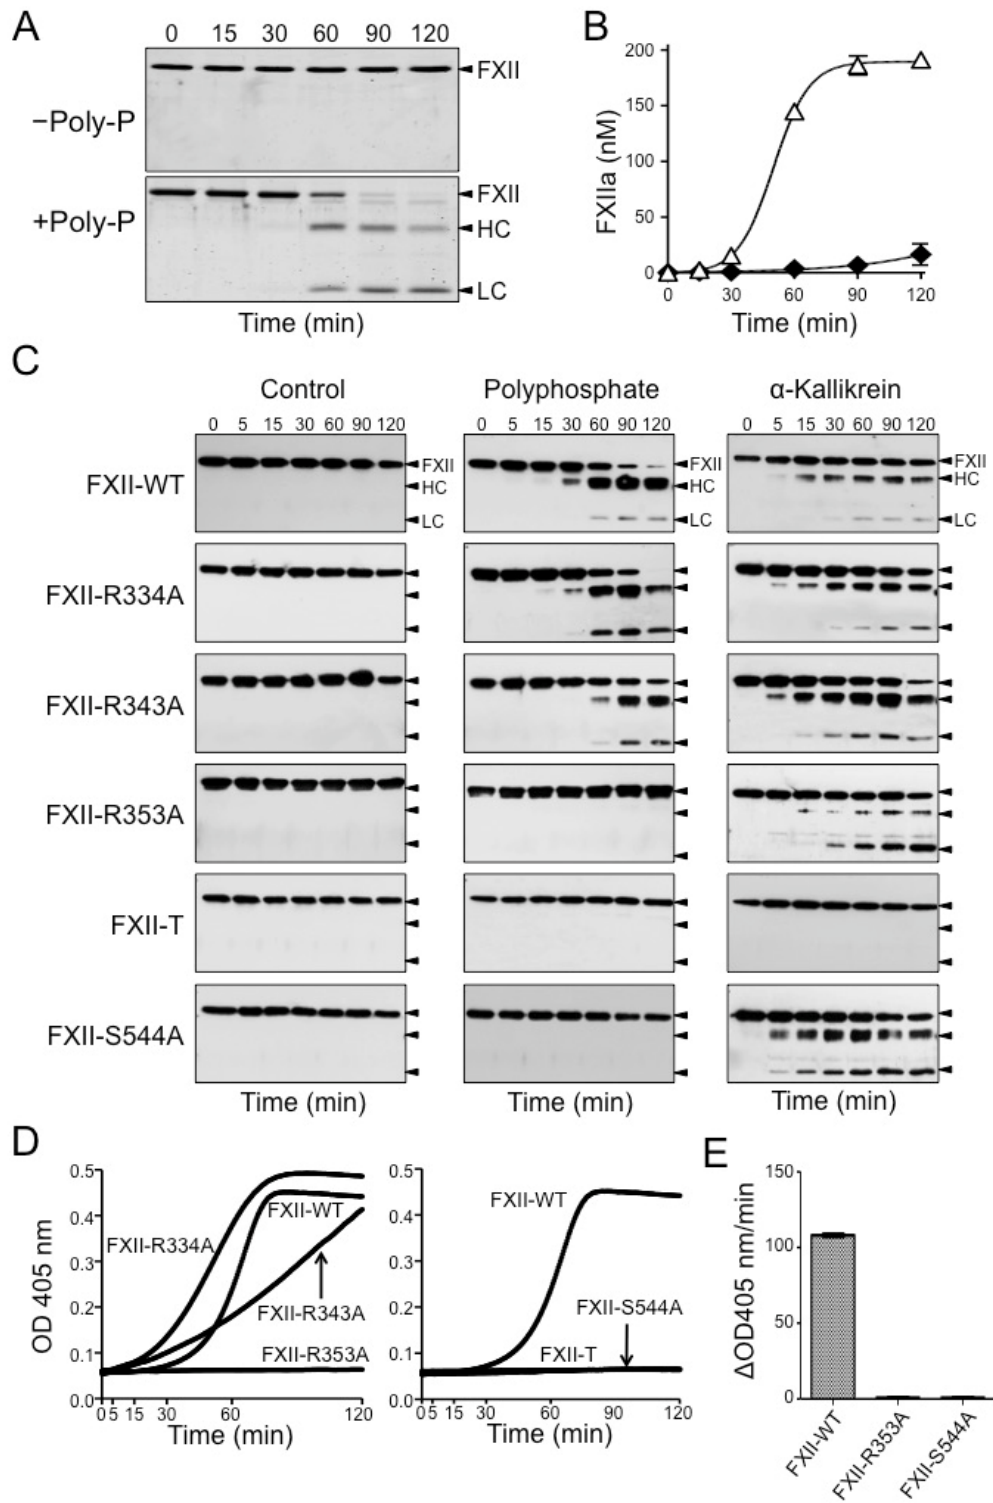 A
0 15 30 60 90 120
−Poly-P
FXII
+Poly-P
FXII
HC
LC
Time (min)
B
FXIIa (nM)
200
150
100
50
0
0 30 60 90 120
Time (min)
C
Control
Polyphosphate
α-Kallikrein
0 5 15 30 60 90 120
0 5 15 30 60 90 120
0 5 15 30 60 90 120
FXII-WT
FXII
HC
LC
FXII
HC
LC
FXII
HC
LC
FXII-R334A
FXII-R343A
FXII-R353A
FXII-T
FXII-S544A
Time (min)
Time (min)
Time (min)
D
OD 405 nm
0.5
0.4
0.3
0.2
0.1
0.0
FXII-R334A
FXII-WT
FXII-R343A
FXII-R353A
0 5 15 30 60 120
Time (min)
0.5
0.4
0.3
0.2
0.1
0.0
FXII-WT
FXII-S544A
FXII-T
0 5 15 30 60 90 120
Time (min)
E
ΔOD405 nm/min
150
100
50
0
FXII-WT
FXII-R353A
FXII-S544A